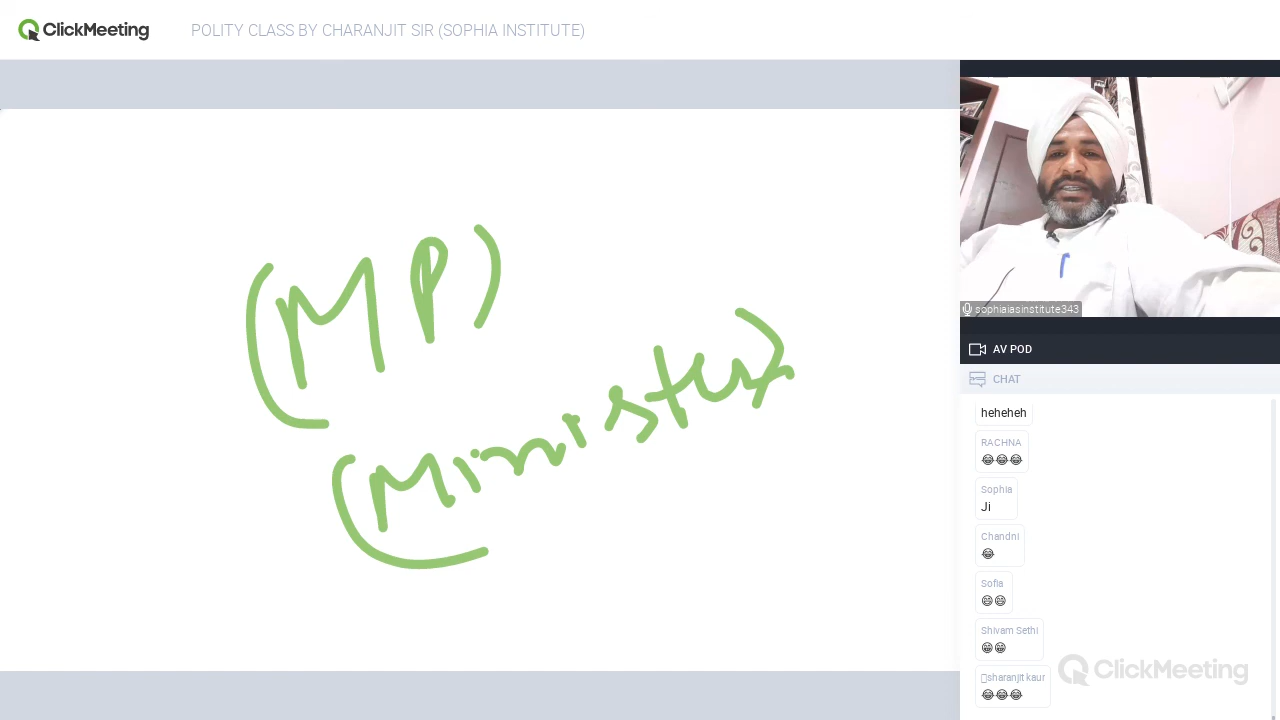 ClickMeeting
POLITY CLASS BY CHARANJIT SIR (SOPHIA INSTITUTE)
(MP)
(Minister)
sophiaiasinstitute343
AV POD
CHAT
heheheh
RACHNA
😂😂😂
Sophia
Ji
Chandni
😂
Sofia
😄😄
Shivam Sethi
😁😁
sharanjit kaur
😂😂😂
ClickMeeting